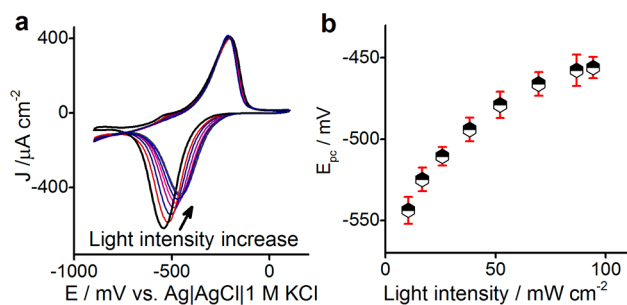 a
400
0
-400
J /µA cm-2
Light intensity increase
-1000
-500
0
E / mV vs. Ag|AgCl|1 M KCl
b
-450
-500
-550
Epc / mV
0
50
100
Light intensity / mW cm-2